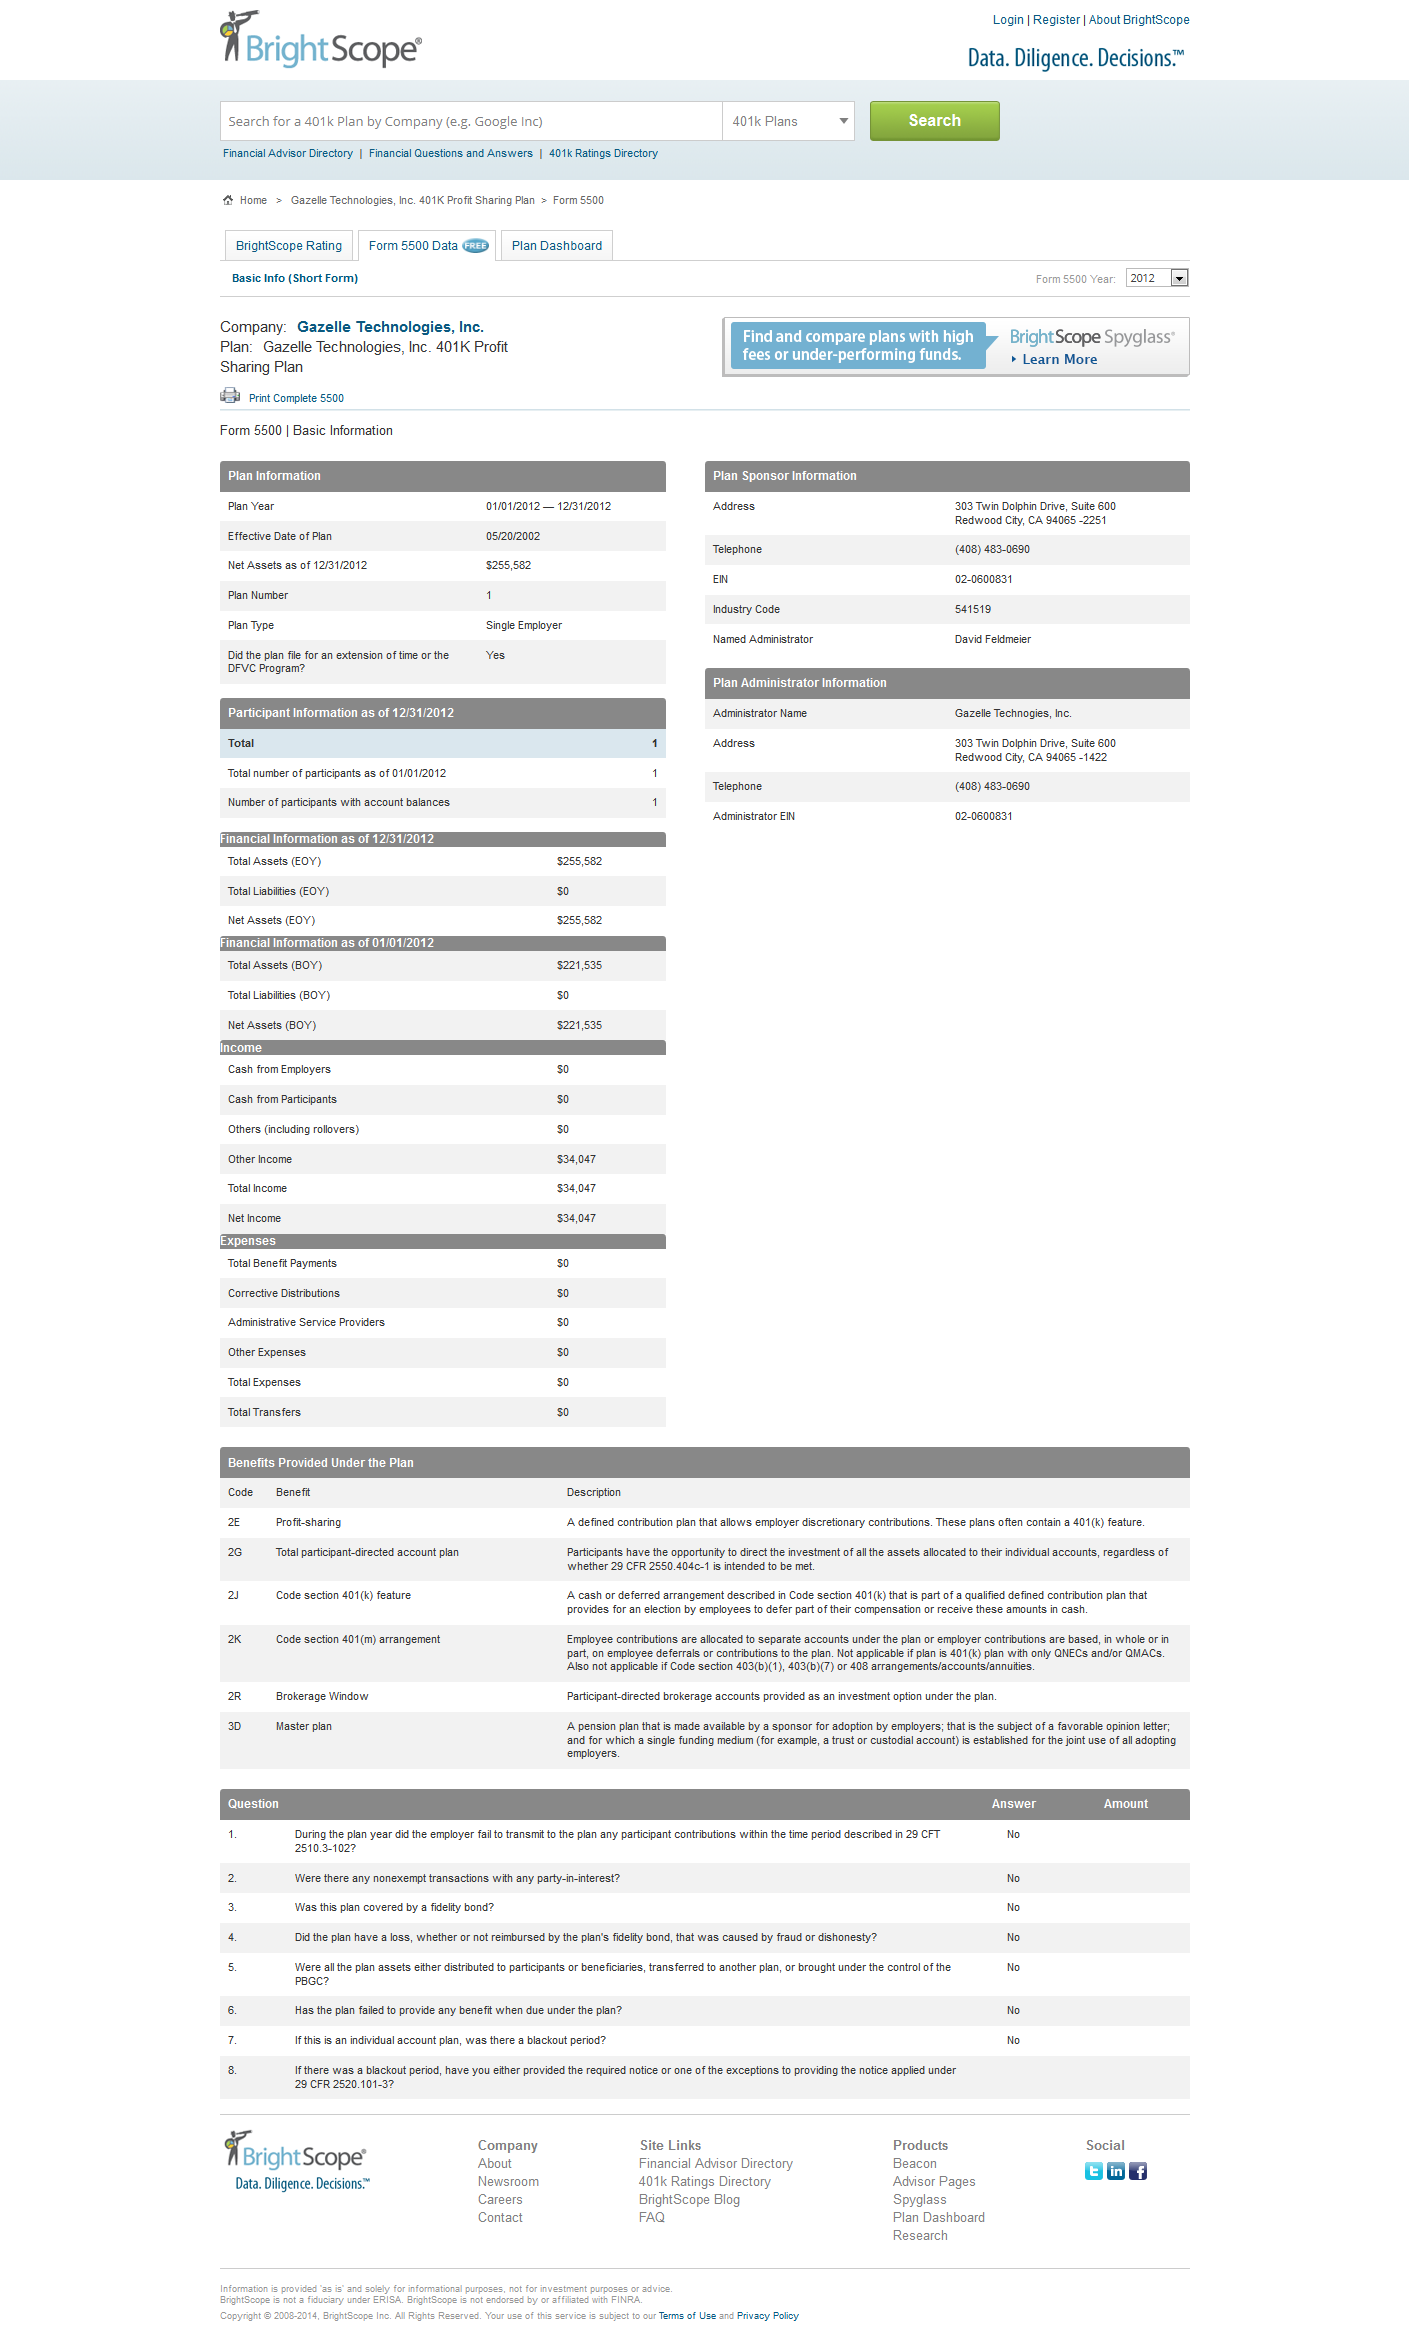 BrightScope®
Login | Register | About BrightScope
Data. Diligence. Decisions.™
Search for a 401k Plan by Company (e.g. Google Inc)
401k Plans
Search
Financial Advisor Directory | Financial Questions and Answers | 401k Ratings Directory
Home > Gazelle Technologies, Inc. 401K Profit Sharing Plan > Form 5500
BrightScope Rating
Form 5500 Data FREE
Plan Dashboard
Basic Info (Short Form)
Form 5500 Year: 2012
Company: Gazelle Technologies, Inc.
Plan: Gazelle Technologies, Inc. 401K Profit
Sharing Plan
Find and compare plans with high
fees or under-performing funds.
BrightScope Spyglass®
Learn More
Print Complete 5500
Form 5500 | Basic Information
Plan Information
Plan Year 01/01/2012 — 12/31/2012
Effective Date of Plan 05/20/2002
Net Assets as of 12/31/2012 $255,582
Plan Number 1
Plan Type Single Employer
Did the plan file for an extension of time or the Yes
DFVC Program?
Participant Information as of 12/31/2012
Total 1
Total number of participants as of 01/01/2012 1
Number of participants with account balances 1
Financial Information as of 12/31/2012
Total Assets (EOY) $255,582
Total Liabilities (EOY) $0
Net Assets (EOY) $255,582
Financial Information as of 01/01/2012
Total Assets (BOY) $221,535
Total Liabilities (BOY) $0
Net Assets (BOY) $221,535
Income
Cash from Employers $0
Cash from Participants $0
Others (including rollovers) $0
Other Income $34,047
Total Income $34,047
Net Income $34,047
Expenses
Total Benefit Payments $0
Corrective Distributions $0
Administrative Service Providers $0
Other Expenses $0
Total Expenses $0
Total Transfers $0
Plan Sponsor Information
Address 303 Twin Dolphin Drive, Suite 600
Redwood City, CA 94065 -2251
Telephone (408) 483-0690
EIN 02-0600831
Industry Code 541519
Named Administrator David Feldmeier
Plan Administrator Information
Administrator Name Gazelle Technogies, Inc.
Address 303 Twin Dolphin Drive, Suite 600
Redwood City, CA 94065 -1422
Telephone (408) 483-0690
Administrator EIN 02-0600831
Benefits Provided Under the Plan
Code Benefit Description
2E Profit-sharing A defined contribution plan that allows employer discretionary contributions. These plans often contain a 401(k) feature.
2G Total participant-directed account plan Participants have the opportunity to direct the investment of all the assets allocated to their individual accounts, regardless of
whether 29 CFR 2550.404c-1 is intended to be met.
2J Code section 401(k) feature A cash or deferred arrangement described in Code section 401(k) that is part of a qualified defined contribution plan that
provides for an election by employees to defer part of their compensation or receive these amounts in cash.
2K Code section 401(m) arrangement Employee contributions are allocated to separate accounts under the plan or employer contributions are based, in whole or in
part, on employee deferrals or contributions to the plan. Not applicable if plan is 401(k) plan with only QNECs and/or QMACs.
Also not applicable if Code section 403(b)(1), 403(b)(7) or 408 arrangements/accounts/annuities.
2R Brokerage Window Participant-directed brokerage accounts provided as an investment option under the plan.
3D Master plan A pension plan that is made available by a sponsor for adoption by employers; that is the subject of a favorable opinion letter;
and for which a single funding medium (for example, a trust or custodial account) is established for the joint use of all adopting
employers.
Question Answer Amount
1. During the plan year did the employer fail to transmit to the plan any participant contributions within the time period described in 29 CFT No
2510.3-102?
2. Were there any nonexempt transactions with any party-in-interest? No
3. Was this plan covered by a fidelity bond? No
4. Did the plan have a loss, whether or not reimbursed by the plan's fidelity bond, that was caused by fraud or dishonesty? No
5. Were all the plan assets either distributed to participants or beneficiaries, transferred to another plan, or brought under the control of the No
PBGC?
6. Has the plan failed to provide any benefit when due under the plan? No
7. If this is an individual account plan, was there a blackout period? No
8. If there was a blackout period, have you either provided the required notice or one of the exceptions to providing the notice applied under
29 CFR 2520.101-3?
BrightScope®
Data. Diligence. Decisions.™
Company
About
Newsroom
Careers
Contact
Site Links
Financial Advisor Directory
401k Ratings Directory
BrightScope Blog
FAQ
Products
Beacon
Advisor Pages
Spyglass
Plan Dashboard
Research
Social
Information is provided 'as is' and solely for informational purposes, not for investment purposes or advice.
BrightScope is not a fiduciary under ERISA. BrightScope is not endorsed by or affiliated with FINRA.
Copyright © 2008-2014, BrightScope Inc. All Rights Reserved. Your use of this service is subject to our Terms of Use and Privacy Policy